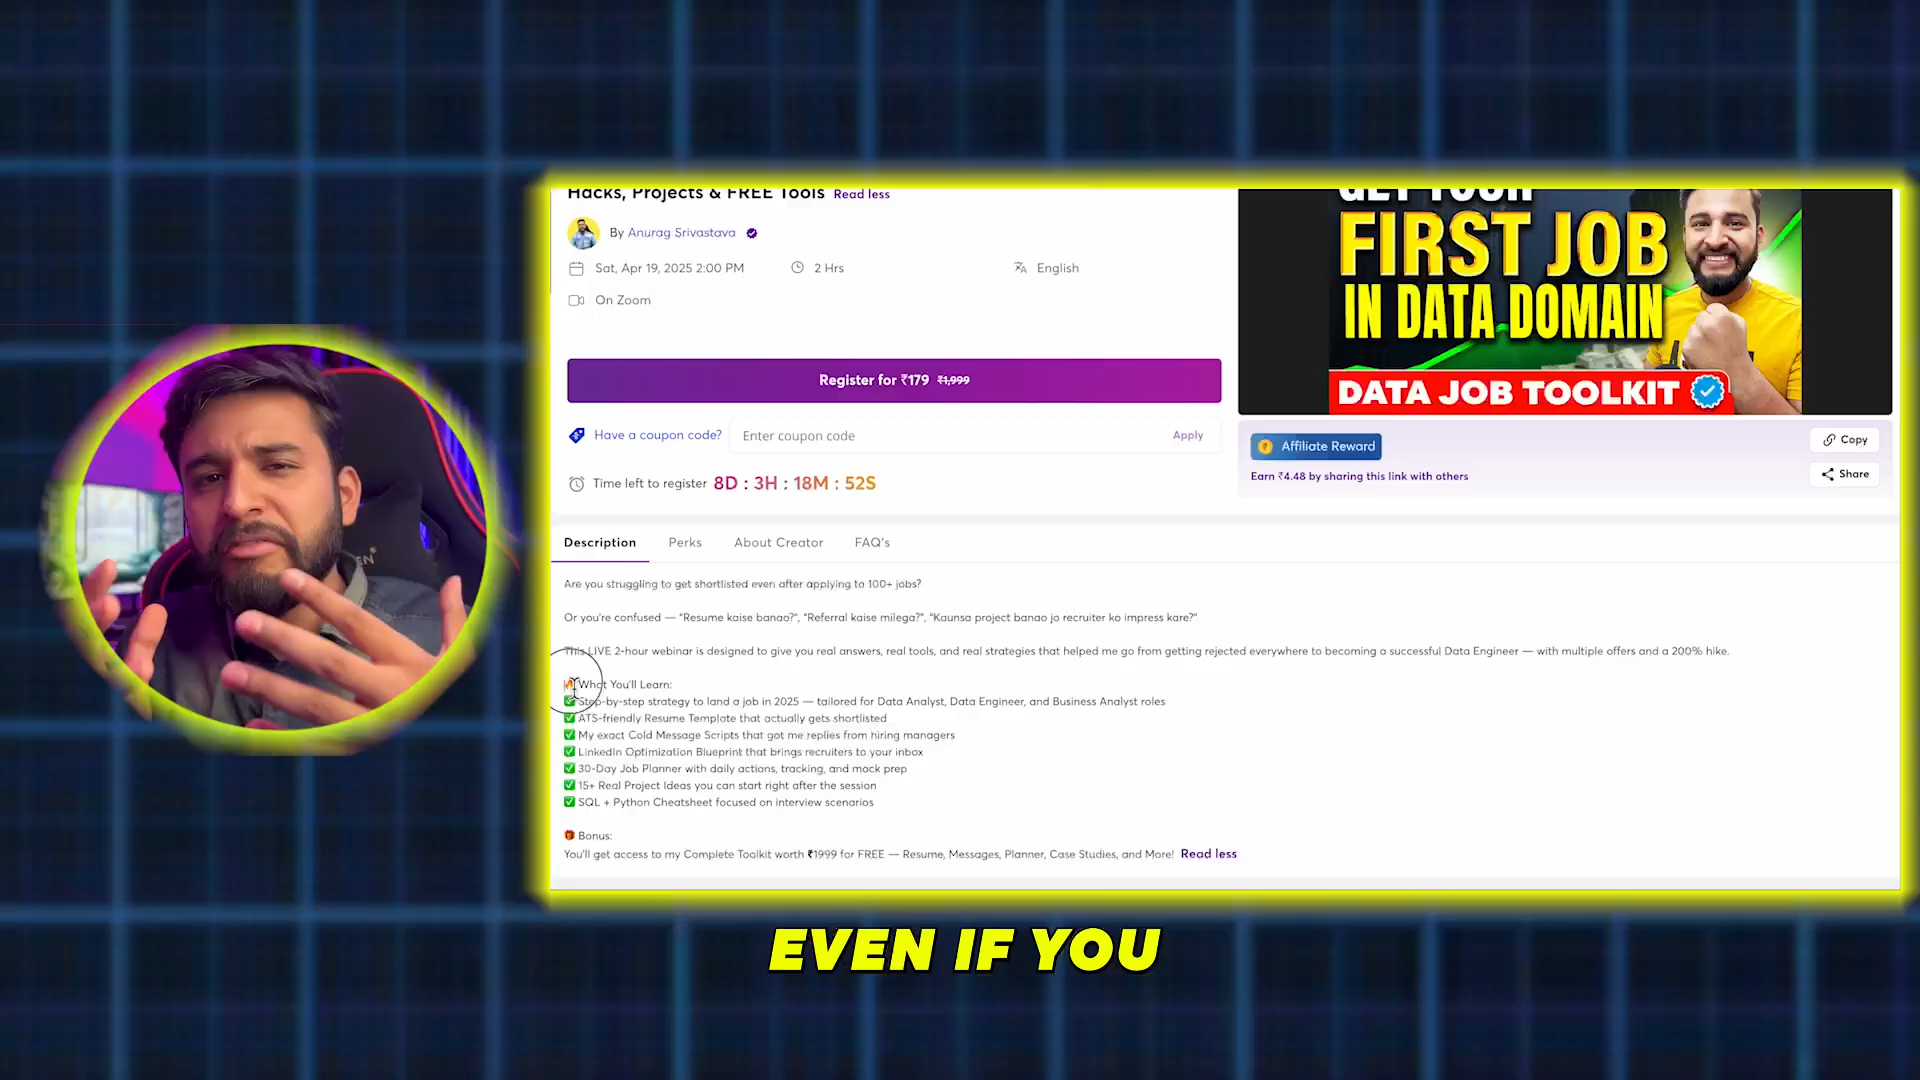 Hacks, Projects & FREE Tools Read less
By Anurag Srivastava
Sat, Apr 19, 2025 2:00 PM
2 Hrs
English
On Zoom
Register for ₹179 ₹1,999
Have a coupon code?
Enter coupon code
Apply
Time left to register 8D : 3H : 18M : 52S
GET YOUR
FIRST JOB
IN DATA DOMAIN
DATA JOB TOOLKIT
Affiliate Reward
Earn ₹4.48 by sharing this link with others
Copy
Share
Description
Perks
About Creator
FAQ's
Are you struggling to get shortlisted even after applying to 100+ jobs?
Or you're confused — "Resume kaise banao?", "Referral kaise milega?", "Kaunsa project banao jo recruiter ko impress kare?"
This LIVE 2-hour webinar is designed to give you real answers, real tools, and real strategies that helped me go from getting rejected everywhere to becoming a successful Data Engineer — with multiple offers and a 200% hike.
What You'll Learn:
Step-by-step strategy to land a job in 2025 — tailored for Data Analyst, Data Engineer, and Business Analyst roles
ATS-friendly Resume Template that actually gets shortlisted
My exact Cold Message Scripts that got me replies from hiring managers
LinkedIn Optimization Blueprint that brings recruiters to your inbox
30-Day Job Planner with daily actions, tracking, and mock prep
15+ Real Project Ideas you can start right after the session
SQL + Python Cheatsheet focused on interview scenarios
Bonus:
You'll get access to my Complete Toolkit worth ₹1999 for FREE — Resume, Messages, Planner, Case Studies, and More! Read less
EVEN IF YOU